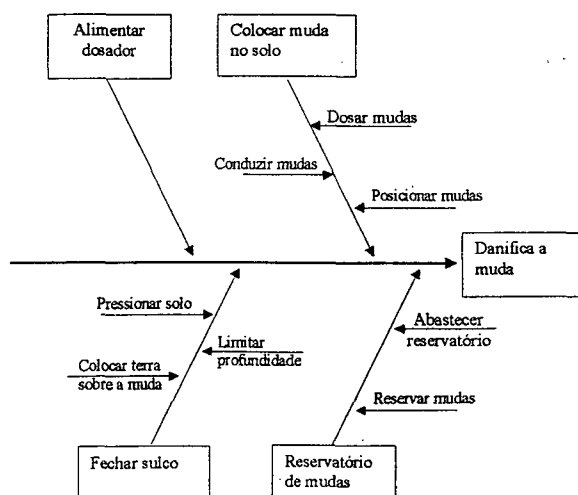 Alimentar
dosador
Colocar muda
no solo
Dosar mudas
Conduzir mudas
Posicionar mudas
Danifica a
muda
Pressionar solo
Limitar
profundidade
Colocar terra
sobre a muda
Abastecer
reservatório
Reservar mudas
Fechar sulco
Reservatório
de mudas